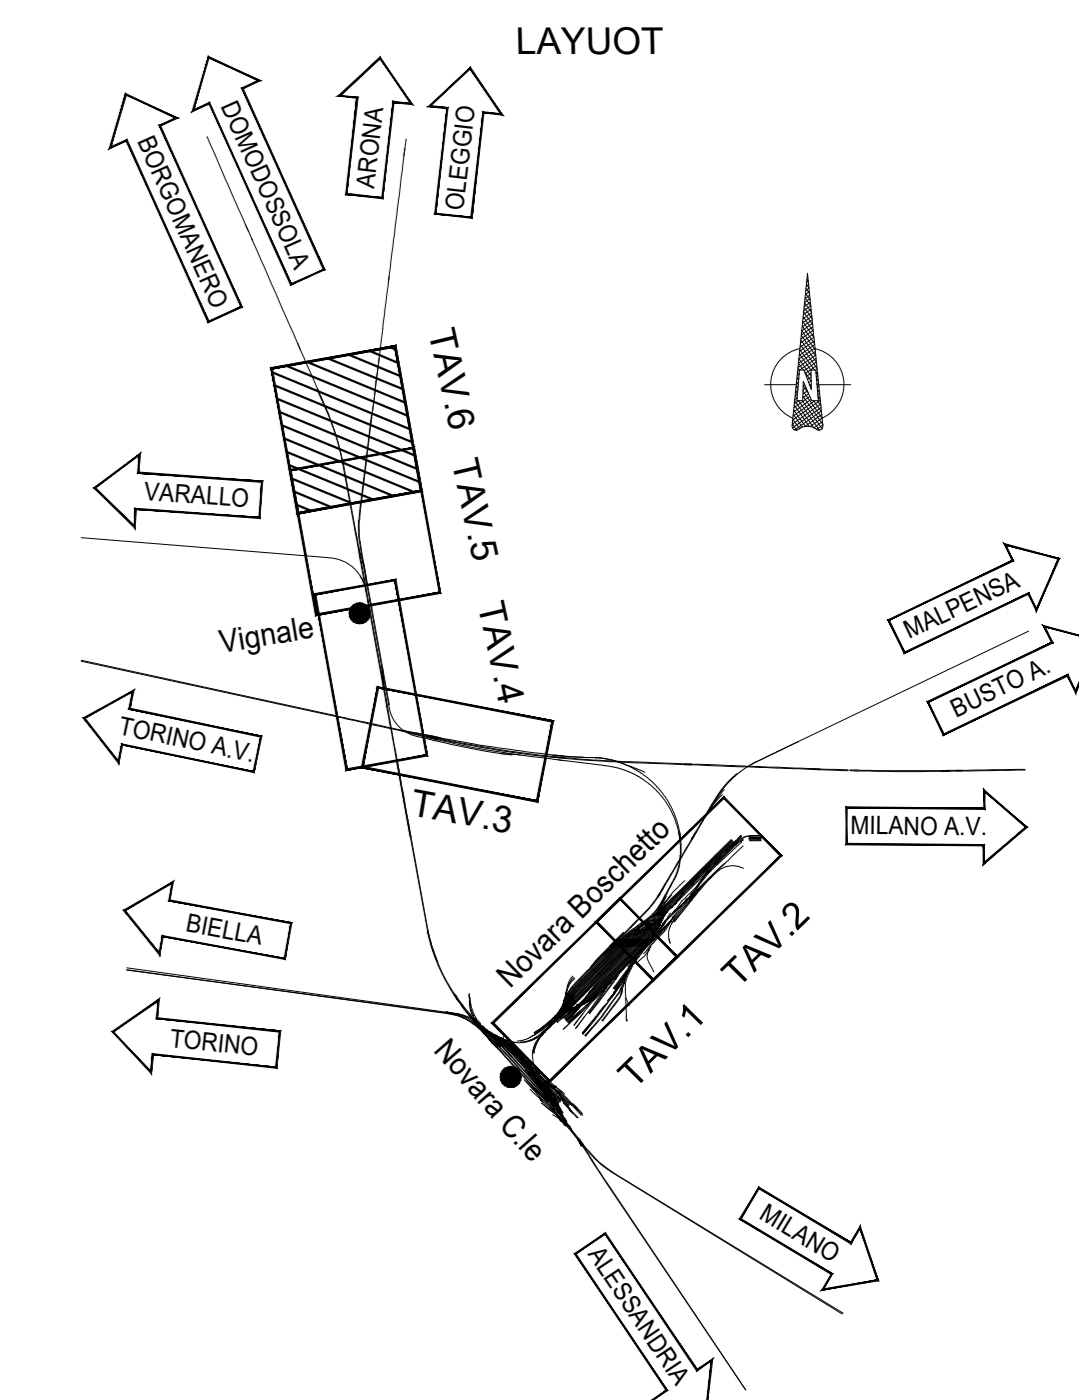 LAYUOT
BORGOMANERO
DOMODOSSOLA
ARONA
OLEGGIO
N
TAV.6
TAV.5
TAV.4
VARALLO
Vignale
MALPENSA
BUSTO A.
TORINO A.V.
TAV.3
MILANO A.V.
Novara Boschetto
TAV.2
TAV.1
BIELLA
TORINO
Novara C.le
MILANO
ALESSANDRIA